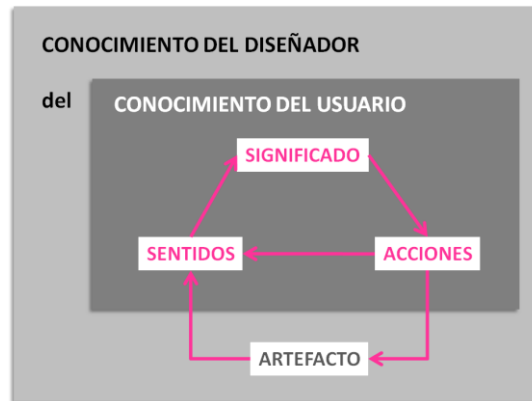 CONOCIMIENTO DEL DISEÑADOR
del
CONOCIMIENTO DEL USUARIO
SIGNIFICADO
SENTIDOS
ACCIONES
ARTEFACTO